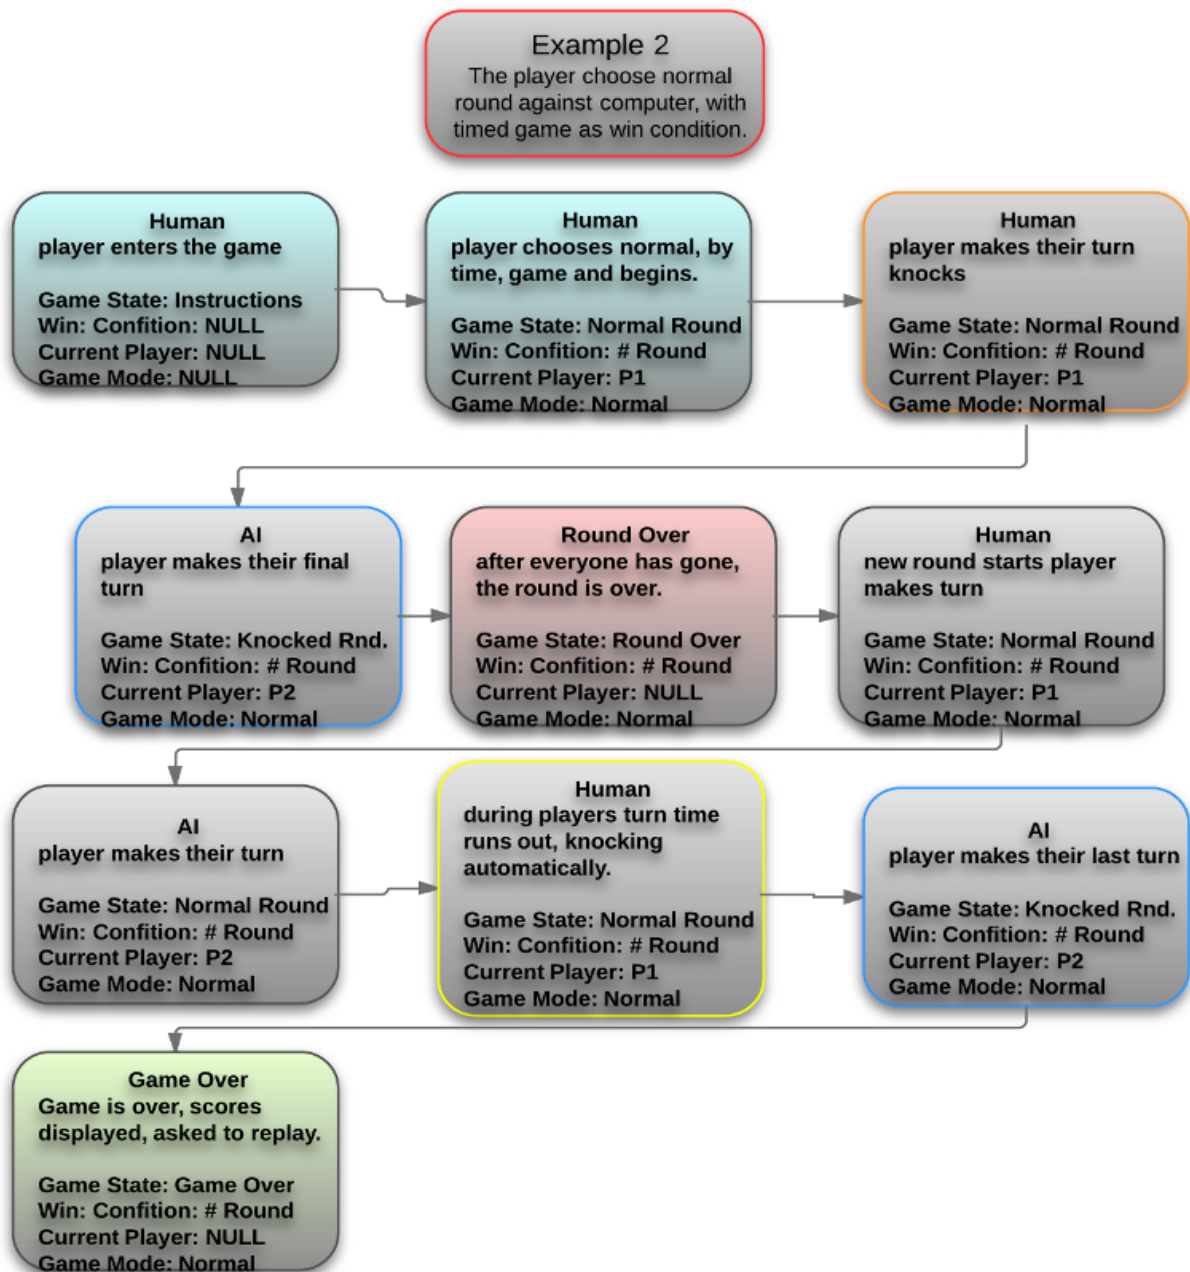 Example 2
The player choose normal
round against computer, with
timed game as win condition.
Human
player enters the game
Game State: Instructions
Win: Confition: NULL
Current Player: NULL
Game Mode: NULL
Human
player chooses normal, by
time, game and begins.
Game State: Normal Round
Win: Confition: # Round
Current Player: P1
Game Mode: Normal
Human
player makes their turn
knocks
Game State: Normal Round
Win: Confition: # Round
Current Player: P1
Game Mode: Normal
AI
player makes their final
turn
Game State: Knocked Rnd.
Win: Confition: # Round
Current Player: P2
Game Mode: Normal
Round Over
after everyone has gone,
the round is over.
Game State: Round Over
Win: Confition: # Round
Current Player: NULL
Game Mode: Normal
Human
new round starts player
makes turn
Game State: Normal Round
Win: Confition: # Round
Current Player: P1
Game Mode: Normal
AI
player makes their turn
Game State: Normal Round
Win: Confition: # Round
Current Player: P2
Game Mode: Normal
Human
during players turn time
runs out, knocking
automatically.
Game State: Normal Round
Win: Confition: # Round
Current Player: P1
Game Mode: Normal
AI
player makes their last turn
Game State: Knocked Rnd.
Win: Confition: # Round
Current Player: P2
Game Mode: Normal
Game Over
Game is over, scores
displayed, asked to replay.
Game State: Game Over
Win: Confition: # Round
Current Player: NULL
Game Mode: Normal